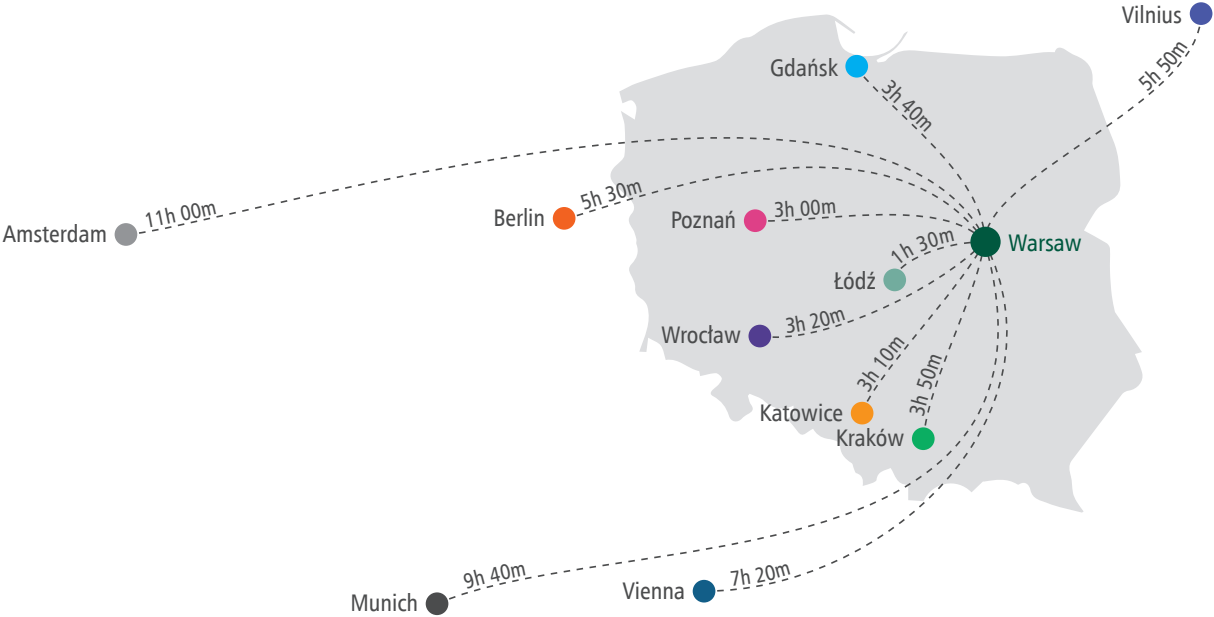 Vilnius
5h 50m
Gdańsk
3h 40m
Amsterdam
11h 00m
Berlin
5h 30m
Poznań
3h 00m
Warsaw
1h 30m
Łódź
Wrocław
3h 20m
3h 10m
3h 50m
Katowice
Kraków
Munich
9h 40m
Vienna
7h 20m